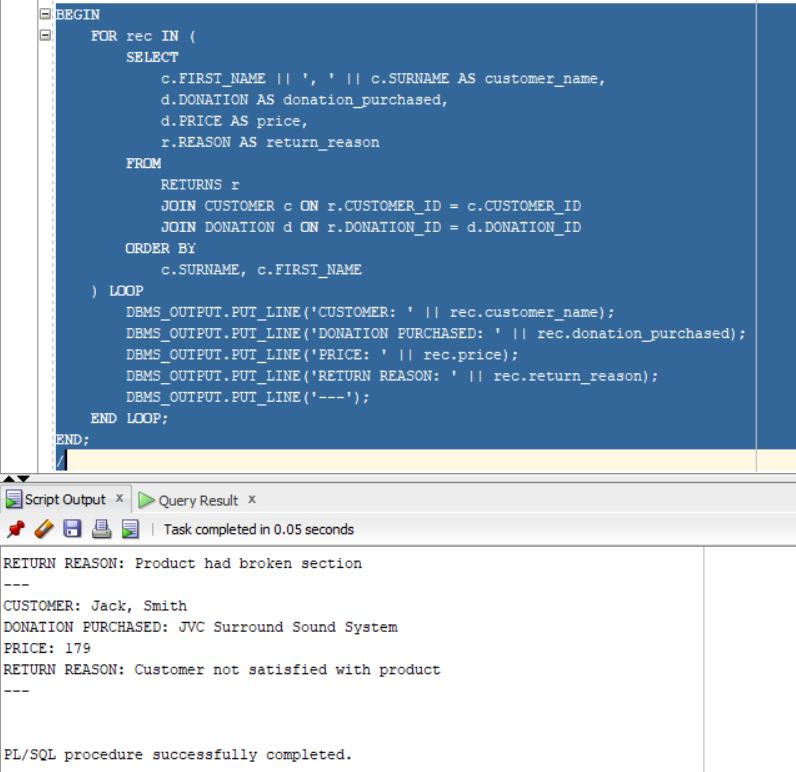 BEGIN
FOR rec IN (
SELECT
c.FIRST_NAME || ', ' || c.SURNAME AS customer_name,
d.DONATION AS donation_purchased,
d.PRICE AS price,
r.REASON AS return_reason
FROM
RETURNS r
JOIN CUSTOMER c ON r.CUSTOMER_ID = c.CUSTOMER_ID
JOIN DONATION d ON r.DONATION_ID = d.DONATION_ID
ORDER BY
c.SURNAME, c.FIRST_NAME
) LOOP
DBMS_OUTPUT.PUT_LINE('CUSTOMER: ' || rec.customer_name);
DBMS_OUTPUT.PUT_LINE('DONATION PURCHASED: ' || rec.donation_purchased);
DBMS_OUTPUT.PUT_LINE('PRICE: ' || rec.price);
DBMS_OUTPUT.PUT_LINE('RETURN REASON: ' || rec.return_reason);
DBMS_OUTPUT.PUT_LINE('---');
END LOOP;
END;
/
Script Output x Query Result x
Task completed in 0.05 seconds
RETURN REASON: Product had broken section
---
CUSTOMER: Jack, Smith
DONATION PURCHASED: JVC Surround Sound System
PRICE: 179
RETURN REASON: Customer not satisfied with product
---
PL/SQL procedure successfully completed.